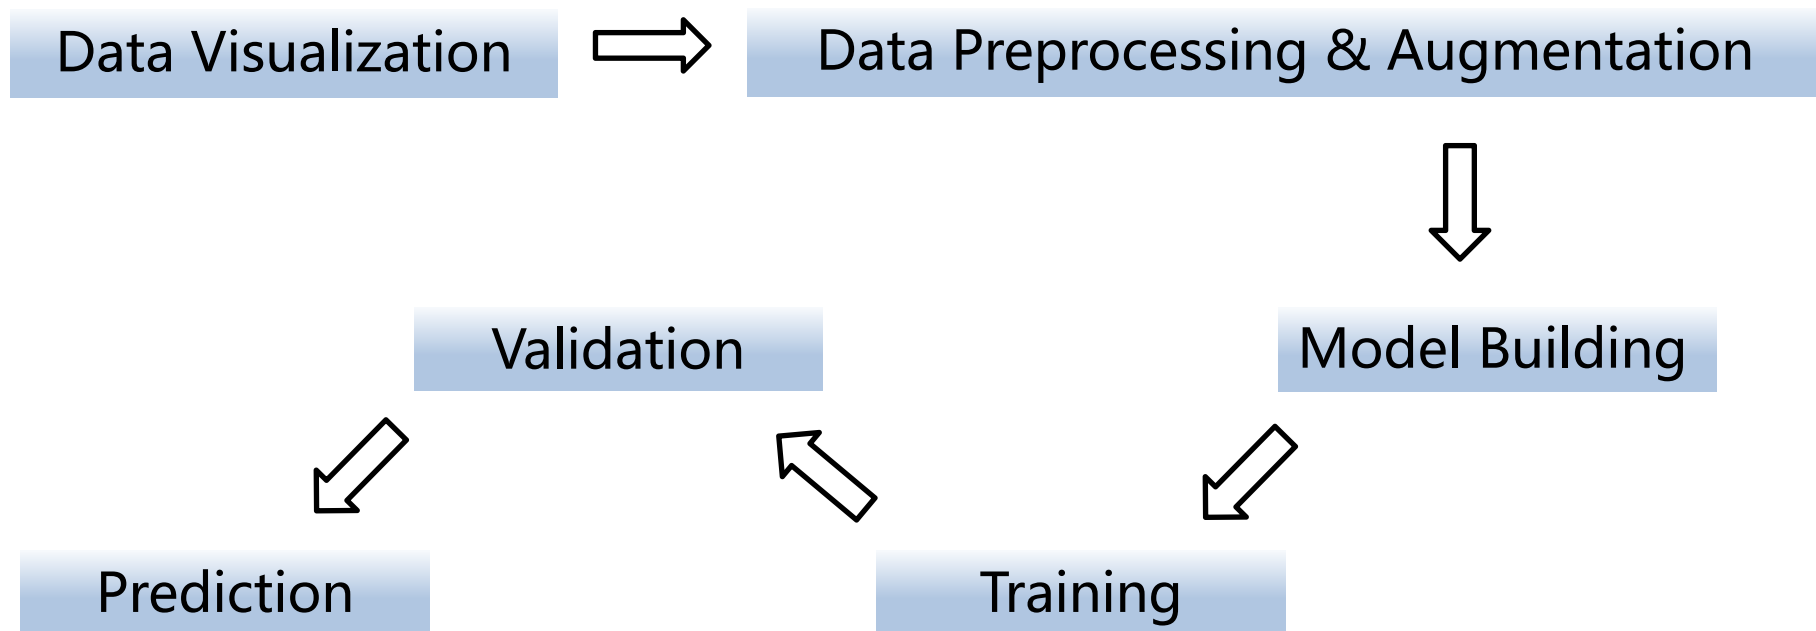 Data Visualization
Data Preprocessing & Augmentation
Model Building
Validation
Training
Prediction